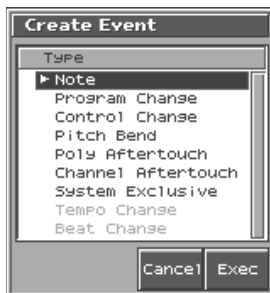 Create Event
Type
Note
Program Change
Control Change
Pitch Bend
Poly Aftertouch
Channel Aftertouch
System Exclusive
Tempo Change
Beat Change
Cancel Exec